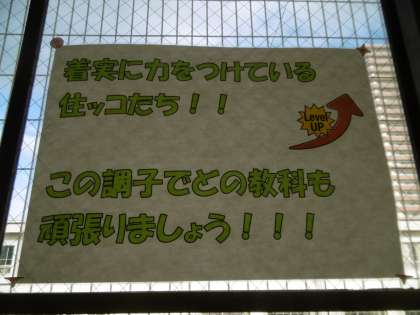 着実に力をつけている
住ッコたち！！
Level
UP
この調子でどの教科も
頑張りましょう！！！